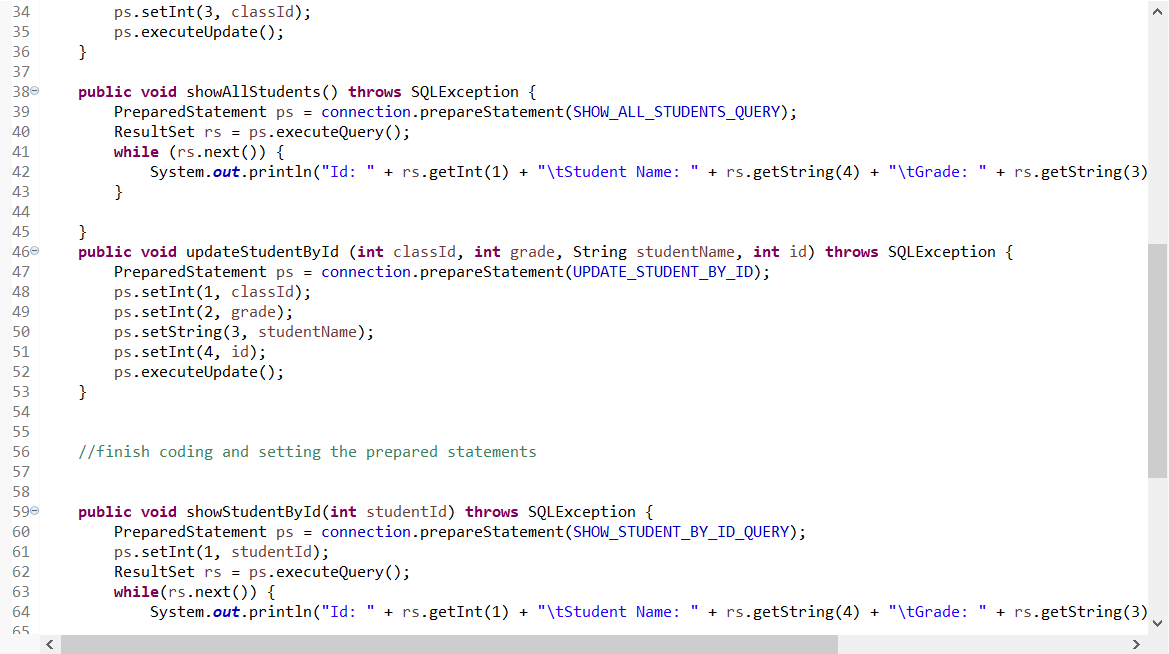 34        ps.setInt(3, classId);
35        ps.executeUpdate();
36    }
37
38    public void showAllStudents() throws SQLException {
39        PreparedStatement ps = connection.prepareStatement(SHOW_ALL_STUDENTS_QUERY);
40        ResultSet rs = ps.executeQuery();
41        while (rs.next()) {
42            System.out.println("Id: " + rs.getInt(1) + "\tStudent Name: " + rs.getString(4) + "\tGrade: " + rs.getString(3)
43        }
44
45    }
46    public void updateStudentById (int classId, int grade, String studentName, int id) throws SQLException {
47        PreparedStatement ps = connection.prepareStatement(UPDATE_STUDENT_BY_ID);
48        ps.setInt(1, classId);
49        ps.setInt(2, grade);
50        ps.setString(3, studentName);
51        ps.setInt(4, id);
52        ps.executeUpdate();
53    }
54
55
56    //finish coding and setting the prepared statements
57
58
59    public void showStudentById(int studentId) throws SQLException {
60        PreparedStatement ps = connection.prepareStatement(SHOW_STUDENT_BY_ID_QUERY);
61        ps.setInt(1, studentId);
62        ResultSet rs = ps.executeQuery();
63        while(rs.next()) {
64            System.out.println("Id: " + rs.getInt(1) + "\tStudent Name: " + rs.getString(4) + "\tGrade: " + rs.getString(3)
65